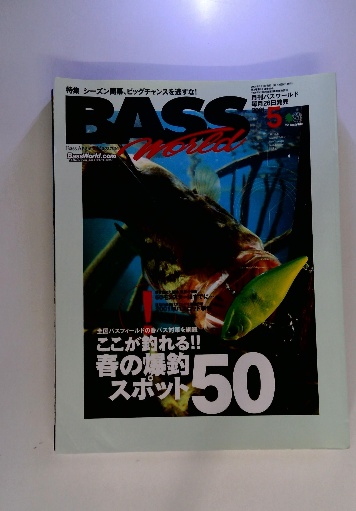 特集 シーズン開幕、ビッグチャンスを逃すな!
月刊バスワールド
毎月26日発売
BASS
World
5
BassWorld.com
全国バスフィールドの春バス対策を網羅
ここが釣れる!!
春の爆釣
スポット50